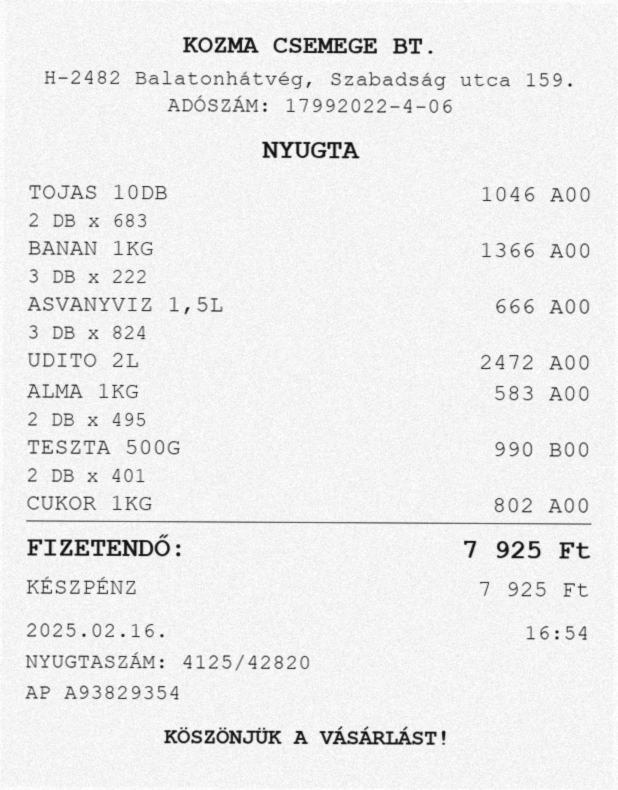 KOZMA CSEMEGE BT.
H-2482 Balatonhátvég, Szabadság utca 159.
ADÓSZÁM: 17992022-4-06
NYUGTA
TOJAS 10DB 1046 A00
2 DB x 683
BANAN 1KG 1366 A00
3 DB x 222
ASVANYVIZ 1,5L 666 A00
3 DB x 824
UDITO 2L 2472 A00
ALMA 1KG 583 A00
2 DB x 495
TESZTA 500G 990 B00
2 DB x 401
CUKOR 1KG 802 A00
FIZETENDŐ: 7 925 Ft
KÉSZPÉNZ 7 925 Ft
2025.02.16. 16:54
NYUGTASZÁM: 4125/42820
AP A93829354
KÖSZÖNJÜK A VÁSÁRLÁST!